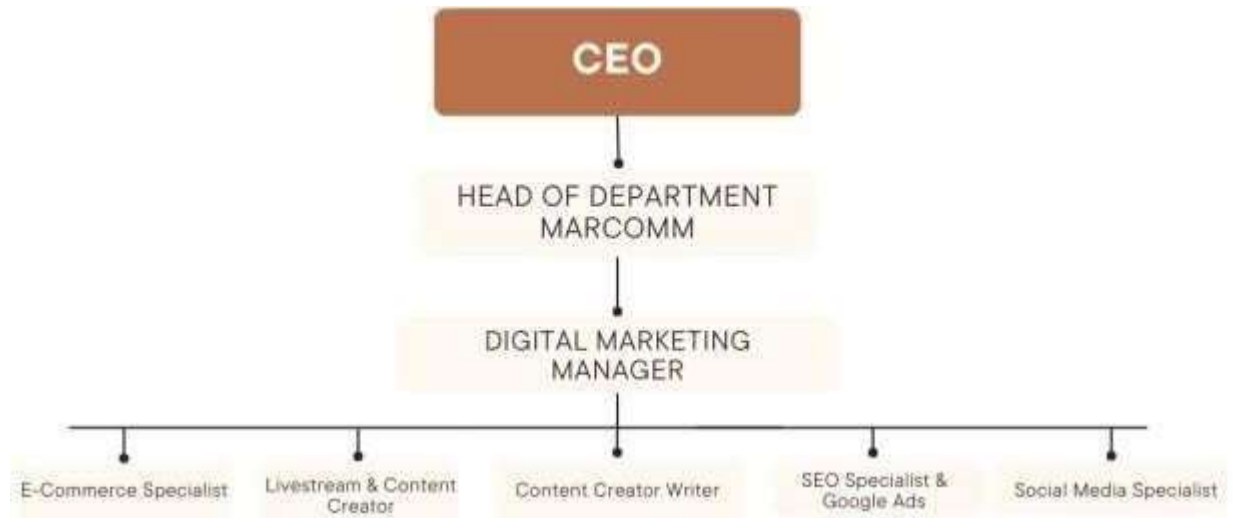 CEO
HEAD OF DEPARTMENT
MARCOMM
DIGITAL MARKETING
MANAGER
E-Commerce Specialist
Livestream & Content
Creator
Content Creator Writer
SEO Specialist &
Google Ads
Social Media Specialist